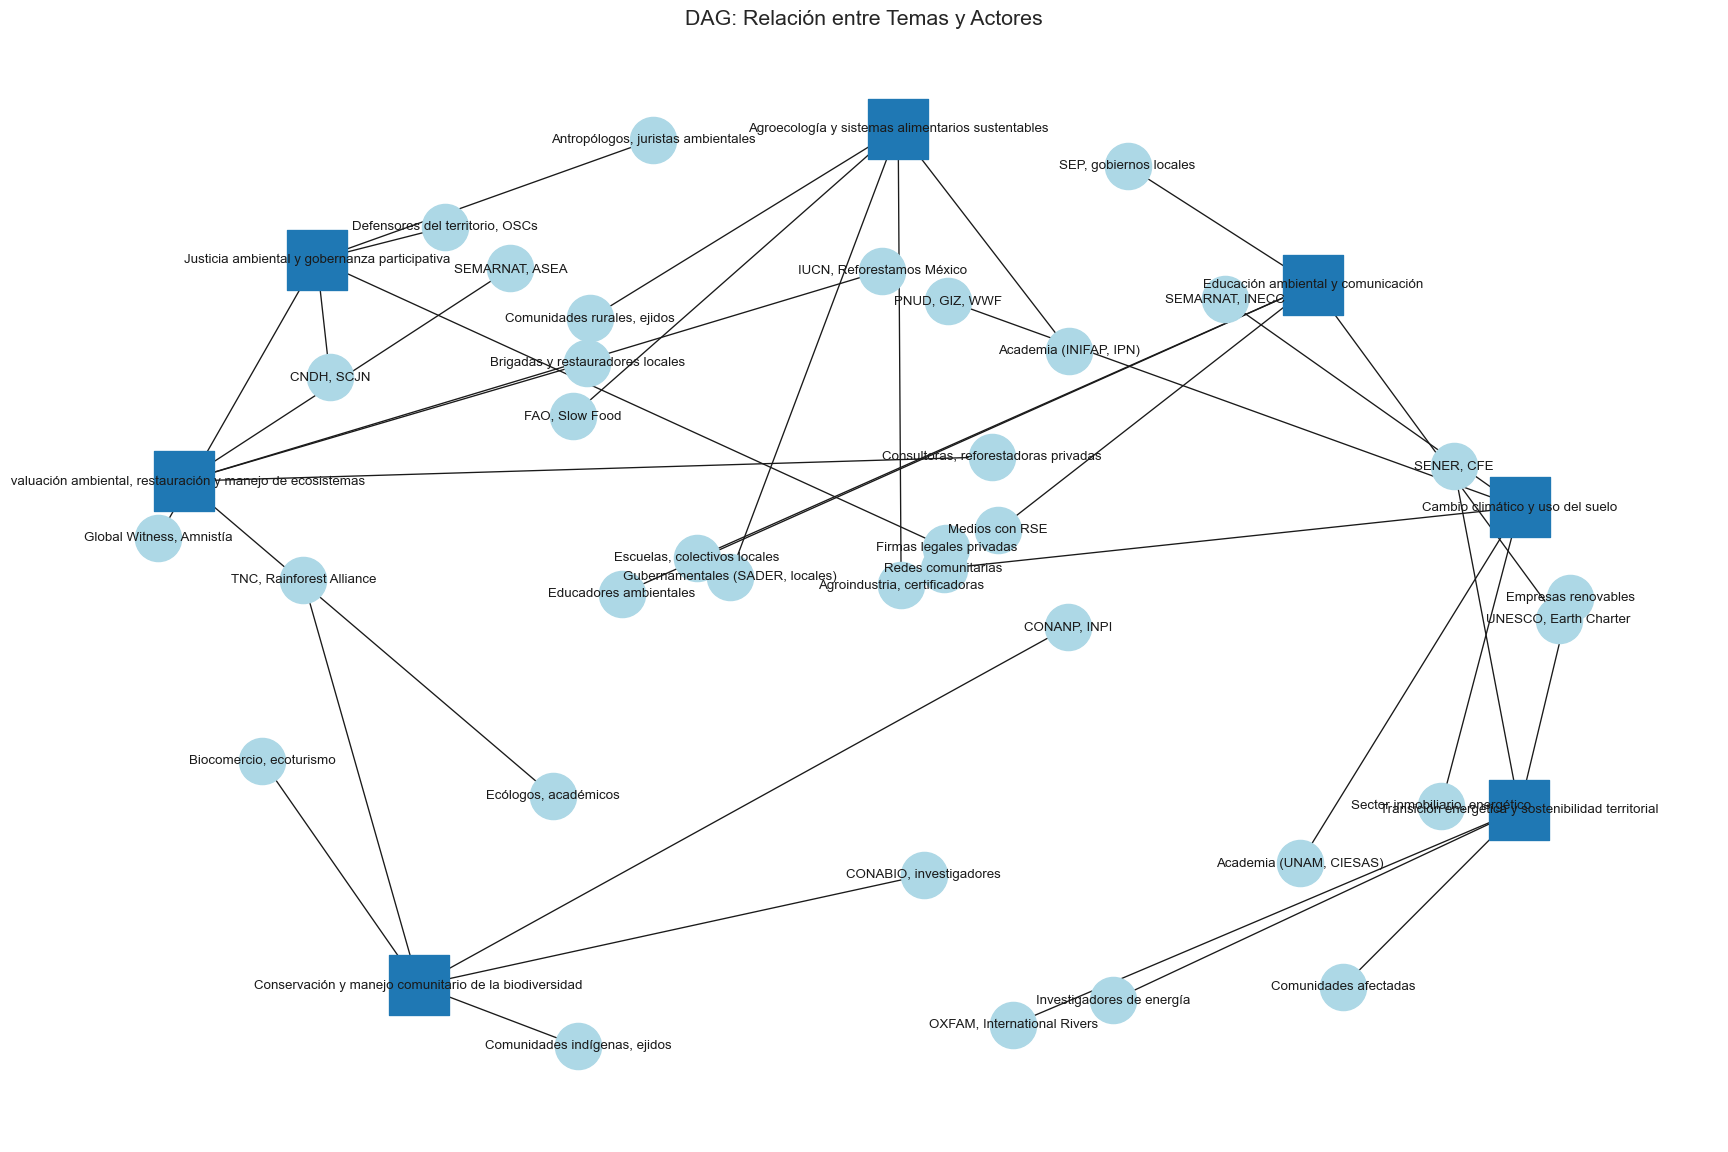 DAG: Relación entre Temas y Actores
Agroecología y sistemas alimentarios sustentables
Antropólogos, juristas ambientales
SEP, gobiernos locales
Defensores del territorio, OSCs
Justicia ambiental y gobernanza participativa
SEMARNAT, ASEA
IUCN, Reforestamos México
Educación ambiental y comunicación
SEMARNAT, INECC
PNUD, GIZ, WWF
Comunidades rurales, ejidos
Academia (INIFAP, IPN)
Brigadas y restauradores locales
CNDH, SCJN
FAO, Slow Food
Consultoras, reforestadoras privadas
SENER, CFE
valuación ambiental, restauración y manejo de ecosistemas
Cambio climático y uso del suelo
Medios con RSE
Global Witness, Amnistía
Firmas legales privadas
Escuelas, colectivos locales
Redes comunitarias
Gubernamentales (SADER, locales)
TNC, Rainforest Alliance
Agroindustria, certificadoras
Educadores ambientales
Empresas renovables
UNESCO, Earth Charter
CONANP, INPI
Biocomercio, ecoturismo
Ecólogos, académicos
Sector inmobiliario, energético
Transición energética y sostenibilidad territorial
Academia (UNAM, CIESAS)
CONABIO, investigadores
Conservación y manejo comunitario de la biodiversidad
Comunidades afectadas
Investigadores de energía
OXFAM, International Rivers
Comunidades indígenas, ejidos